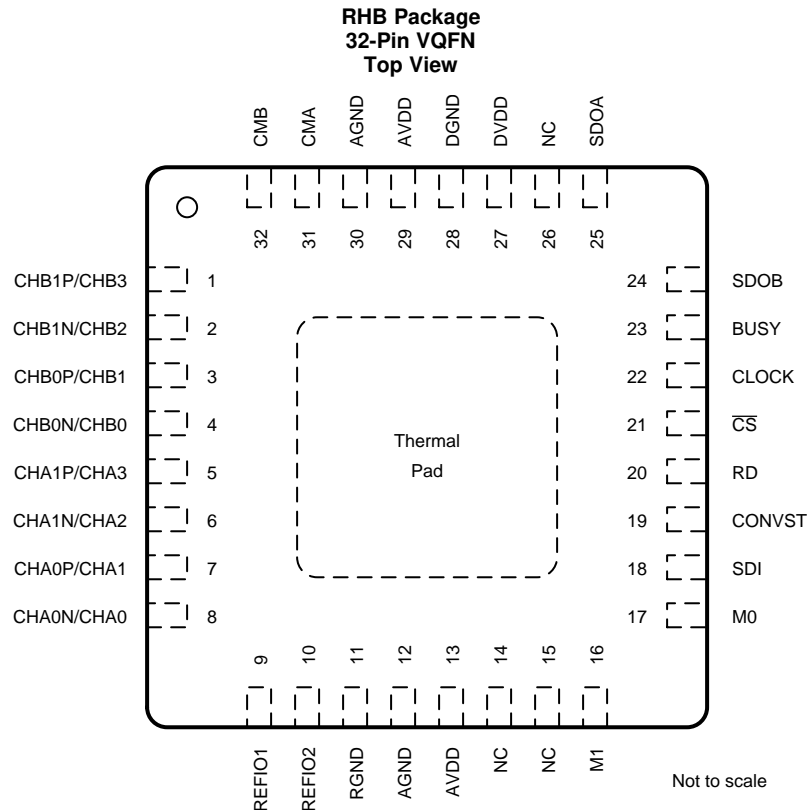 RHB Package
32-Pin VQFN
Top View
CMB
CMA
AGND
AVDD
DGND
DVDD
NC
SDOA
32
31
30
29
28
27
26
25
CHB1P/CHB3 1
CHB1N/CHB2 2
CHB0P/CHB1 3
CHB0N/CHB0 4
CHA1P/CHA3 5
CHA1N/CHA2 6
CHA0P/CHA1 7
CHA0N/CHA0 8
Thermal
Pad
24 SDOB
23 BUSY
22 CLOCK
21 C̅S̅
20 RD
19 CONVST
18 SDI
17 M0
9
10
11
12
13
14
15
16
REFIO1
REFIO2
RGND
AGND
AVDD
NC
NC
M1
Not to scale